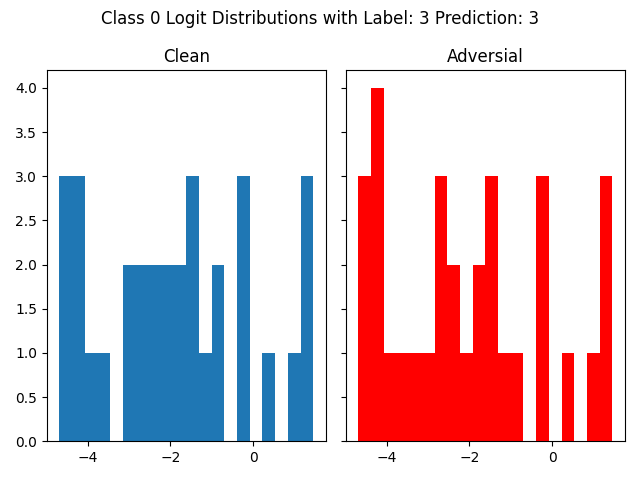 Class 0 Logit Distributions with Label: 3 Prediction: 3
Clean
Adversial
4.0
3.5
3.0
2.5
2.0
1.5
1.0
0.5
0.0
−4 −2 0
−4 −2 0